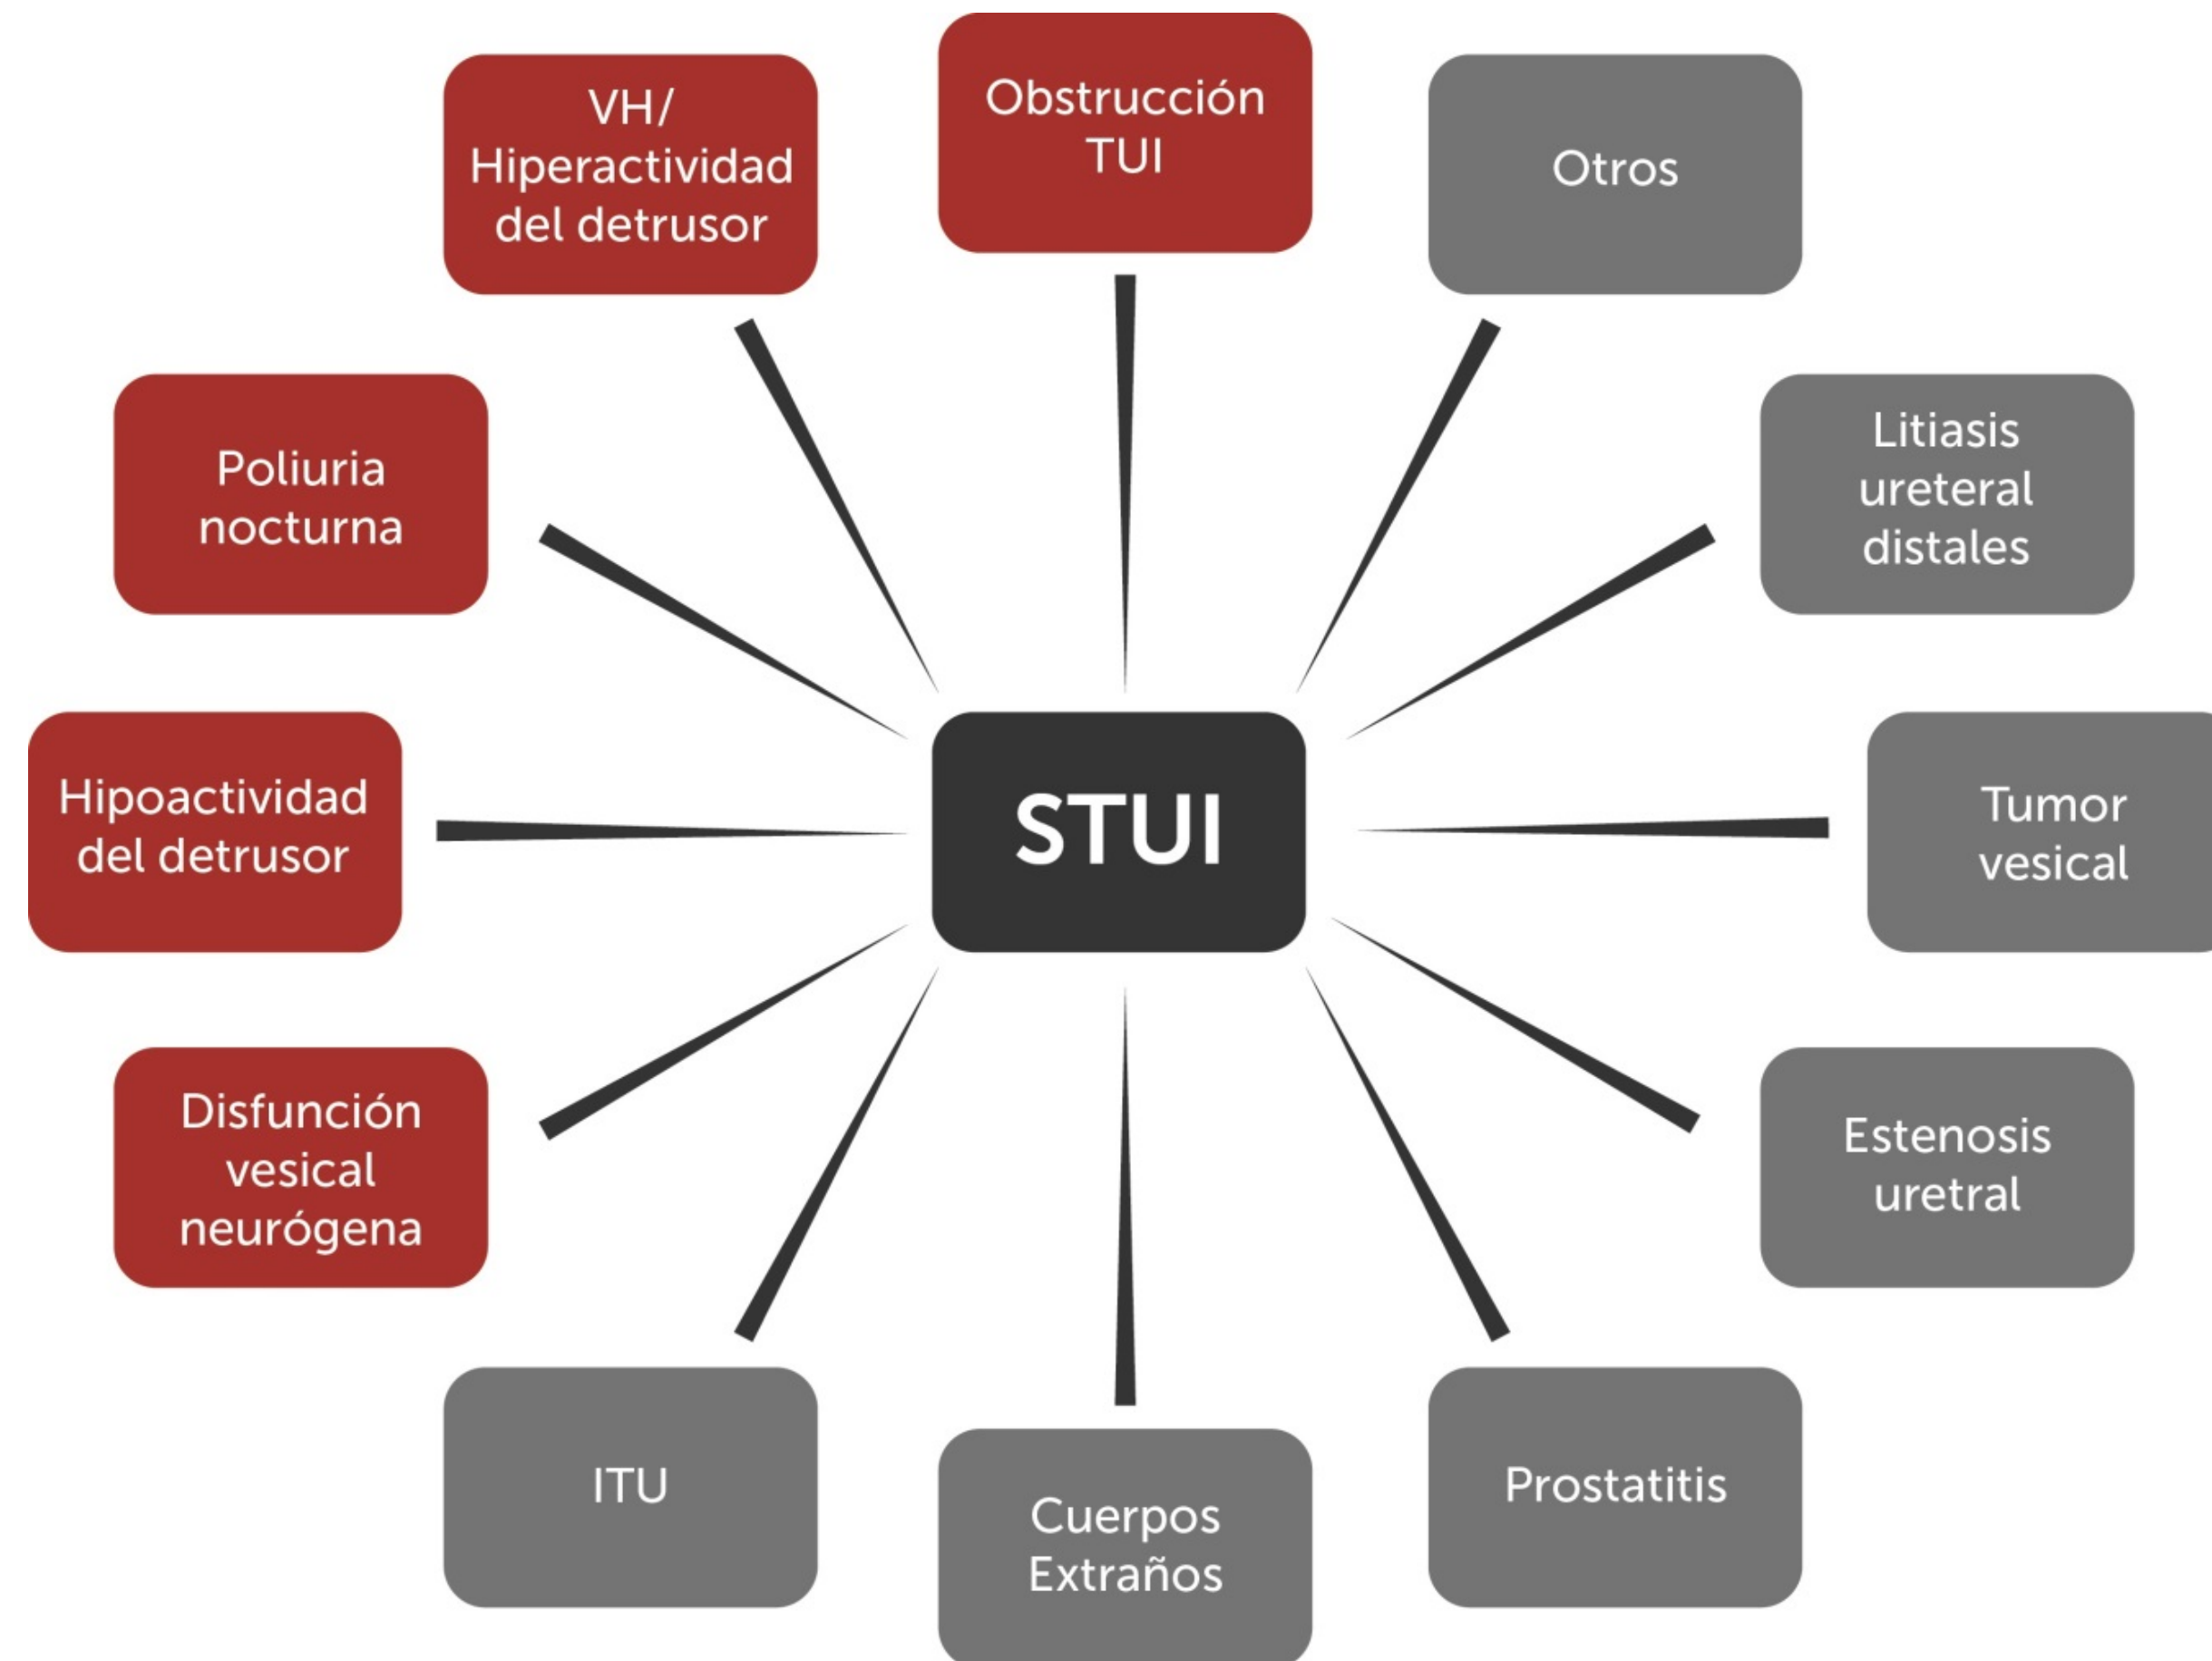 Obstrucción
TUI
VH/
Hiperactividad
del detrusor
Otros
Poliuria
nocturna
Litiasis
ureteral
distales
Hipoactividad
del detrusor
STUI
Tumor
vesical
Disfunción
vesical
neurógena
Estenosis
uretral
ITU
Cuerpos
Extraños
Prostatitis